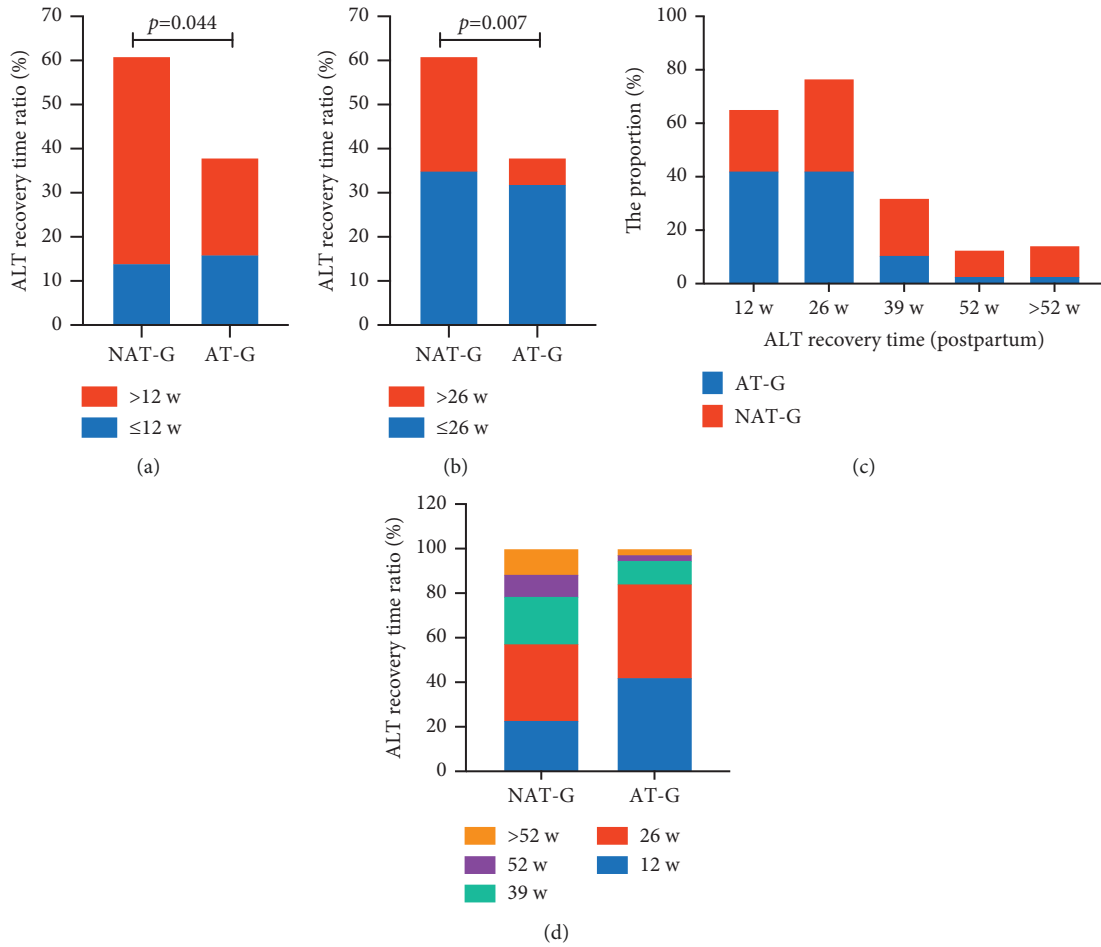 p=0.044
ALT recovery time ratio (%)
70
60
50
40
30
20
10
0
NAT-G AT-G
>12 w
≤12 w
(a)
p=0.007
ALT recovery time ratio (%)
70
60
50
40
30
20
10
0
NAT-G AT-G
>26 w
≤26 w
(b)
The proportion (%)
100
80
60
40
20
0
12 w 26 w 39 w 52 w >52 w
ALT recovery time (postpartum)
AT-G
NAT-G
(c)
ALT recovery time ratio (%)
120
100
80
60
40
20
0
NAT-G AT-G
>52 w 26 w
52 w 12 w
39 w
(d)